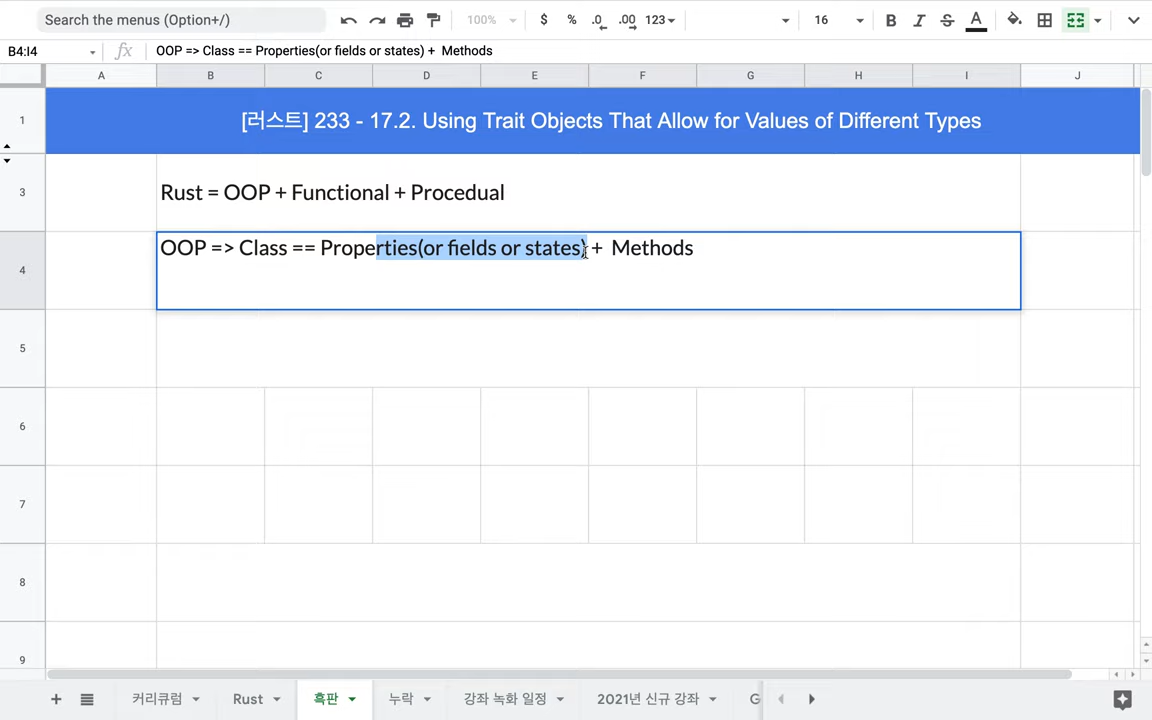 Search the menus (Option+/)
100%
$ % .0 .00 123
16
B I S A
B4:I4
fx
OOP => Class == Properties(or fields or states) + Methods
A B C D E F G H I J
1
[러스트] 233 - 17.2. Using Trait Objects That Allow for Values of Different Types
3
Rust = OOP + Functional + Procedual
4
OOP => Class == Properties(or fields or states) + Methods
5
6
7
8
9
+ 커리큘럼 Rust 흑판 누락 강좌 녹화 일정 2021년 신규 강좌 G